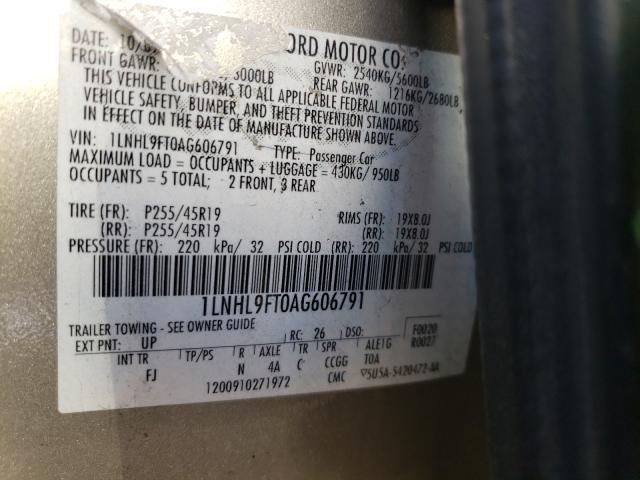 DATE: 10/ ORD MOTOR CO.
FRONT GAWR: 3000LB GVWR: 2540KG/5600LB
REAR GAWR: 1216KG/2680LB
THIS VEHICLE CONFORMS TO ALL APPLICABLE FEDERAL MOTOR
VEHICLE SAFETY, BUMPER, AND THEFT PREVENTION STANDARDS
IN EFFECT ON THE DATE OF MANUFACTURE SHOWN ABOVE.
VIN: 1LNHL9FT0AG606791 TYPE: Passenger Car
MAXIMUM LOAD = OCCUPANTS + LUGGAGE = 430KG/950LB
OCCUPANTS = 5 TOTAL; 2 FRONT, 3 REAR
TIRE (FR): P255/45R19 RIMS (FR): 19X8.0J
(RR): P255/45R19 (RR): 19X8.0J
PRESSURE (FR): 220 kPa/ 32 PSI COLD (RR): 220 kPa/ 32 PSI COLD
1LNHL9FT0AG606791
TRAILER TOWING - SEE OWNER GUIDE
EXT PNT: UP RC: 26 DSO: F0020
R0027
INT TR TP/PS R AXLE TR SPR ALE1G
FJ N 4A C CCGG TOA
1200910271972 CMC ▽5U5A-5420472-AA